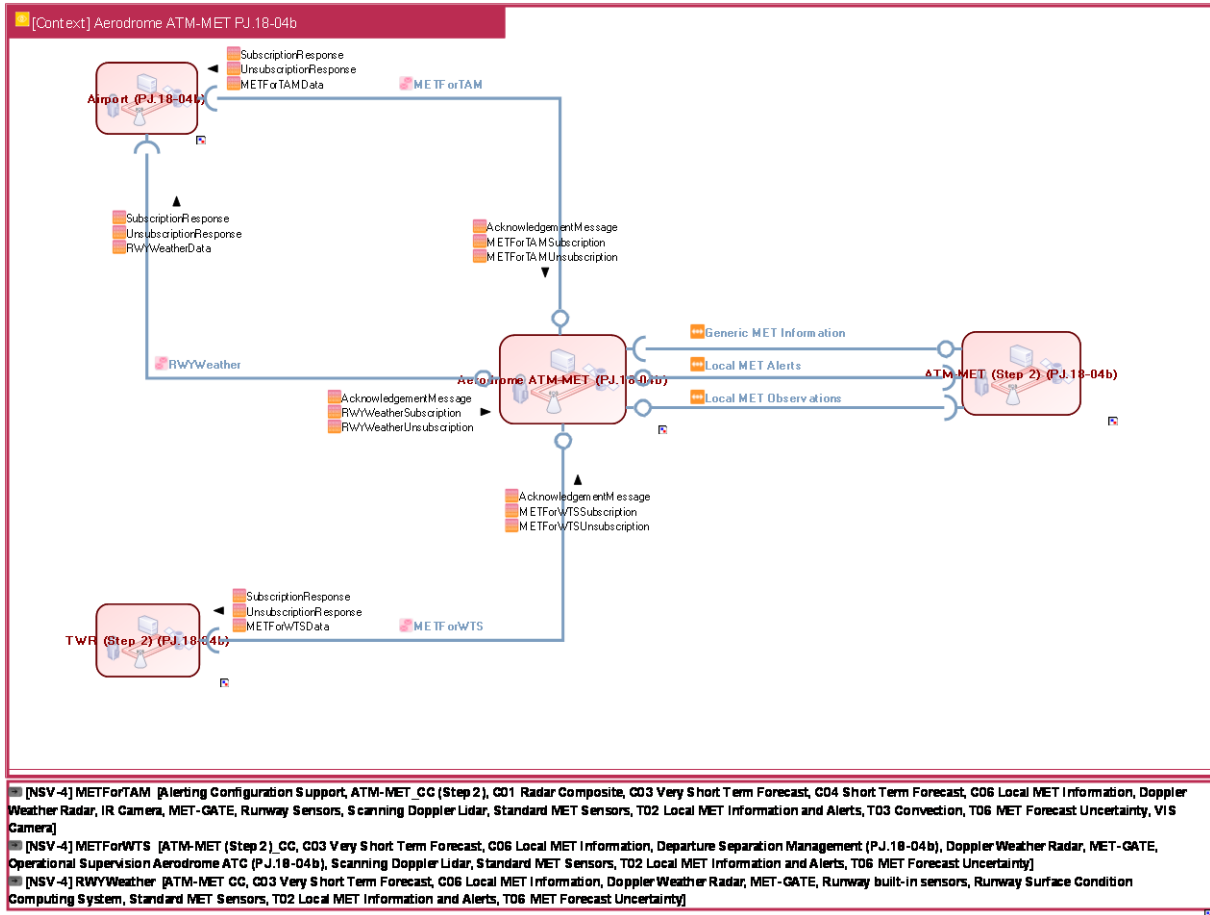 [Context] Aerodrome ATM-MET PJ.18-04b
SubscriptionResponse
UnsubscriptionResponse
METForTAMData
METForTAM
Airport (PJ.18-04b)
SubscriptionResponse
UnsubscriptionResponse
RWYWeatherData
AcknowledgementMessage
METForTAMSubscription
METForTAMUnsubscription
Generic MET Information
RWYWeather
Local MET Alerts
Aerodrome ATM-MET (PJ.18-04b)
ATM-MET (Step 2) (PJ.18-04b)
AcknowledgementMessage
RWYWeatherSubscription
RWYWeatherUnsubscription
Local MET Observations
AcknowledgementMessage
METForWTSSubscription
METForWTSUnsubscription
SubscriptionResponse
UnsubscriptionResponse
METForWTSData
METForWTS
TWR (Step 2) (PJ.18-04b)
[NSV-4] METForTAM [Alerting Configuration Support, ATM-MET_CC (Step 2), C01 Radar Composite, C03 Very Short Term Forecast, C04 Short Term Forecast, C06 Local MET Information, Doppler
Weather Radar, IR Camera, MET-GATE, Runway Sensors, Scanning Doppler Lidar, Standard MET Sensors, T02 Local MET Information and Alerts, T03 Convection, T06 MET Forecast Uncertainty, VIS
Camera]
[NSV-4] METForWTS [ATM-MET (Step 2)_CC, C03 Very Short Term Forecast, C06 Local MET Information, Departure Separation Management (PJ.18-04b), Doppler Weather Radar, MET-GATE,
Operational Supervision Aerodrome ATC (PJ.18-04b), Scanning Doppler Lidar, Standard MET Sensors, T02 Local MET Information and Alerts, T06 MET Forecast Uncertainty]
[NSV-4] RWYWeather [ATM-MET CC, C03 Very Short Term Forecast, C06 Local MET Information, Doppler Weather Radar, MET-GATE, Runway built-in sensors, Runway Surface Condition
Computing System, Standard MET Sensors, T02 Local MET Information and Alerts, T06 MET Forecast Uncertainty]